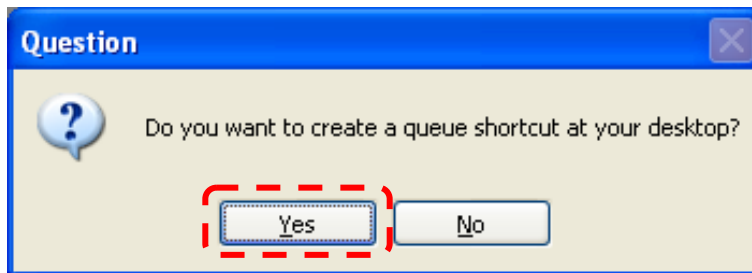 Question
Do you want to create a queue shortcut at your desktop?
Yes No